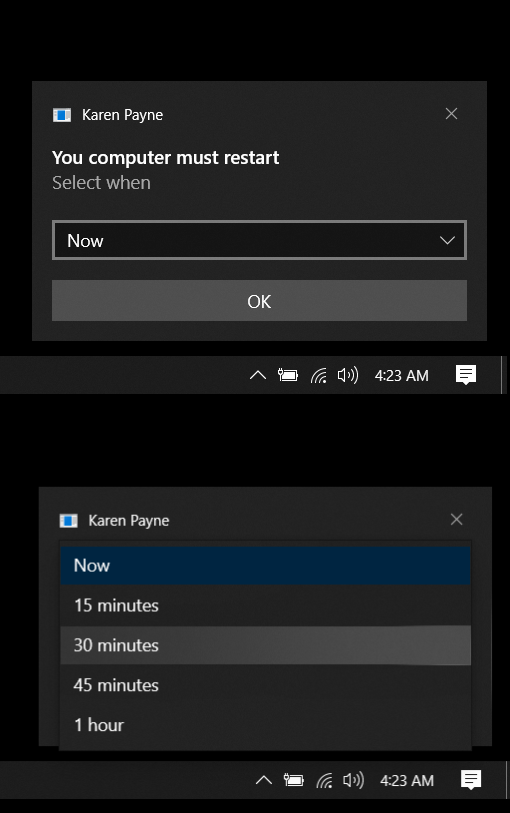 Karen Payne
You computer must restart
Select when
Now
OK
4:23 AM
Karen Payne
Now
15 minutes
30 minutes
45 minutes
1 hour
4:23 AM